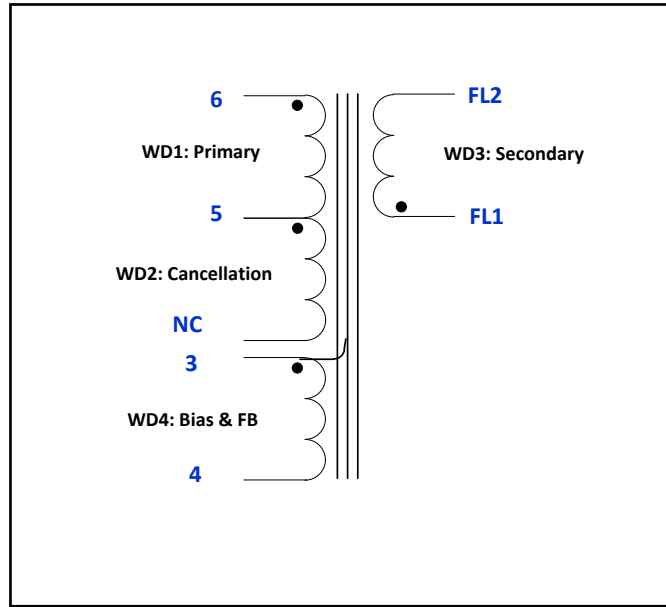 6
FL2
WD1: Primary
WD3: Secondary
5
FL1
WD2: Cancellation
NC
3
WD4: Bias & FB
4